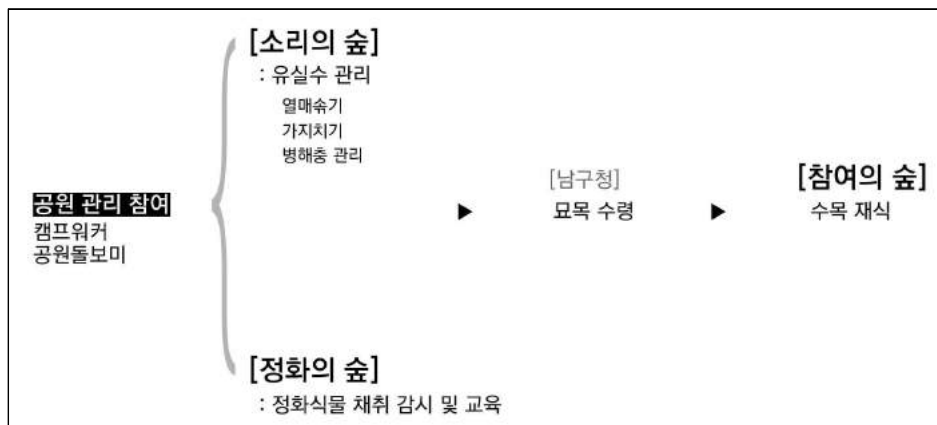 [소리의 숲]
: 유실수 관리
열매솎기
가지치기
병해충 관리
공원 관리 참여
캠프워커
공원돌보미
[남구청]
묘목 수령
[참여의 숲]
수목 재식
[정화의 숲]
: 정화식물 채취 감시 및 교육